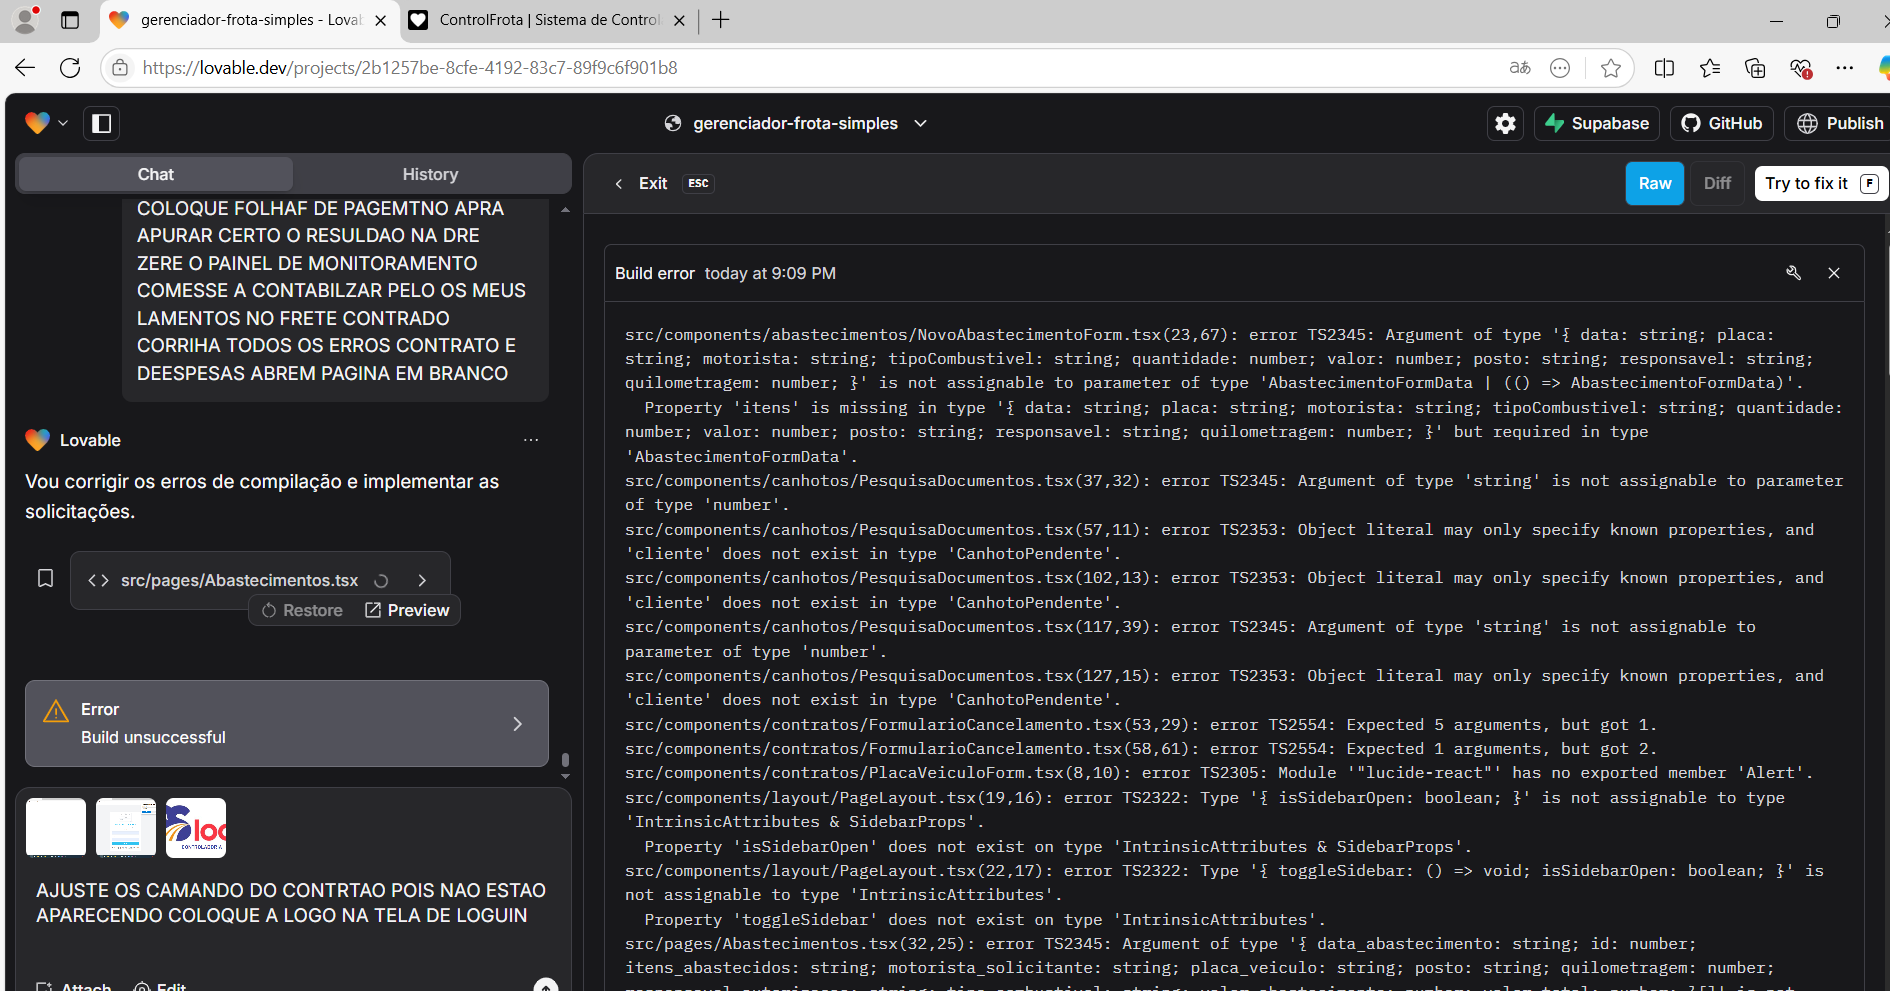 gerenciador-frota-simples - Lova
ControlFrota | Sistema de Control
https://lovable.dev/projects/2b1257be-8cfe-4192-83c7-89f9c6f901b8
aあ
gerenciador-frota-simples
Supabase
GitHub
Publish
Chat
History
COLOQUE FOLHAF DE PAGEMTNO APRA
APURAR CERTO O RESULDAO NA DRE
ZERE O PAINEL DE MONITORAMENTO
COMESSE A CONTABILZAR PELO OS MEUS
LAMENTOS NO FRETE CONTRADO
CORRIHA TODOS OS ERROS CONTRATO E
DEESPESAS ABREM PAGINA EM BRANCO
Lovable
Vou corrigir os erros de compilação e implementar as
solicitações.
src/pages/Abastecimentos.tsx
Restore
Preview
Error
Build unsuccessful
Sloc
CONTROLADORIA
AJUSTE OS CAMANDO DO CONTRTAO POIS NAO ESTAO
APARECENDO COLOQUE A LOGO NA TELA DE LOGUIN
Attach
Edit
Exit
ESC
Raw
Diff
Try to fix it
F
Build error today at 9:09 PM
src/components/abastecimentos/NovoAbastecimentoForm.tsx(23,67): error TS2345: Argument of type '{ data: string; placa:
string; motorista: string; tipoCombustivel: string; quantidade: number; valor: number; posto: string; responsavel: string;
quilometragem: number; }' is not assignable to parameter of type 'AbastecimentoFormData | (() => AbastecimentoFormData)'.
Property 'itens' is missing in type '{ data: string; placa: string; motorista: string; tipoCombustivel: string; quantidade:
number; valor: number; posto: string; responsavel: string; quilometragem: number; }' but required in type
'AbastecimentoFormData'.
src/components/canhotos/PesquisaDocumentos.tsx(37,32): error TS2345: Argument of type 'string' is not assignable to parameter
of type 'number'.
src/components/canhotos/PesquisaDocumentos.tsx(57,11): error TS2353: Object literal may only specify known properties, and
'cliente' does not exist in type 'CanhotoPendente'.
src/components/canhotos/PesquisaDocumentos.tsx(102,13): error TS2353: Object literal may only specify known properties, and
'cliente' does not exist in type 'CanhotoPendente'.
src/components/canhotos/PesquisaDocumentos.tsx(117,39): error TS2345: Argument of type 'string' is not assignable to
parameter of type 'number'.
src/components/canhotos/PesquisaDocumentos.tsx(127,15): error TS2353: Object literal may only specify known properties, and
'cliente' does not exist in type 'CanhotoPendente'.
src/components/contratos/FormularioCancelamento.tsx(53,29): error TS2554: Expected 5 arguments, but got 1.
src/components/contratos/FormularioCancelamento.tsx(58,61): error TS2554: Expected 1 arguments, but got 2.
src/components/contratos/PlacaVeiculoForm.tsx(8,10): error TS2305: Module '"lucide-react"' has no exported member 'Alert'.
src/components/layout/PageLayout.tsx(19,16): error TS2322: Type '{ isSidebarOpen: boolean; }' is not assignable to type
'IntrinsicAttributes & SidebarProps'.
Property 'isSidebarOpen' does not exist on type 'IntrinsicAttributes & SidebarProps'.
src/components/layout/PageLayout.tsx(22,17): error TS2322: Type '{ toggleSidebar: () => void; isSidebarOpen: boolean; }' is
not assignable to type 'IntrinsicAttributes'.
Property 'toggleSidebar' does not exist on type 'IntrinsicAttributes'.
src/pages/Abastecimentos.tsx(32,25): error TS2345: Argument of type '{ data_abastecimento: string; id: number;
itens_abastecidos: string; motorista_solicitante: string; placa_veiculo: string; posto: string; quilometragem: number;